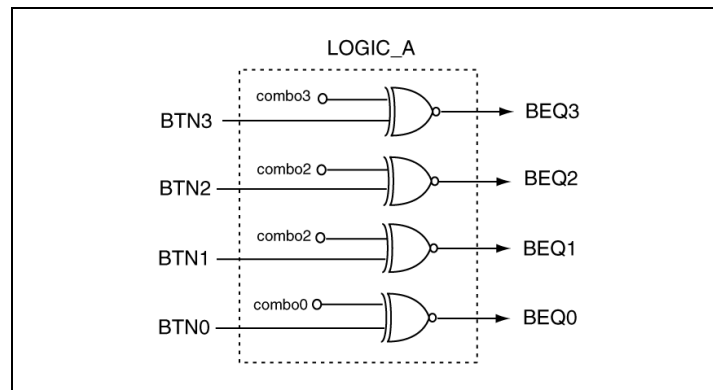 LOGIC_A
combo3
BTN3
BEQ3
combo2
BTN2
BEQ2
combo2
BTN1
BEQ1
combo0
BTN0
BEQ0